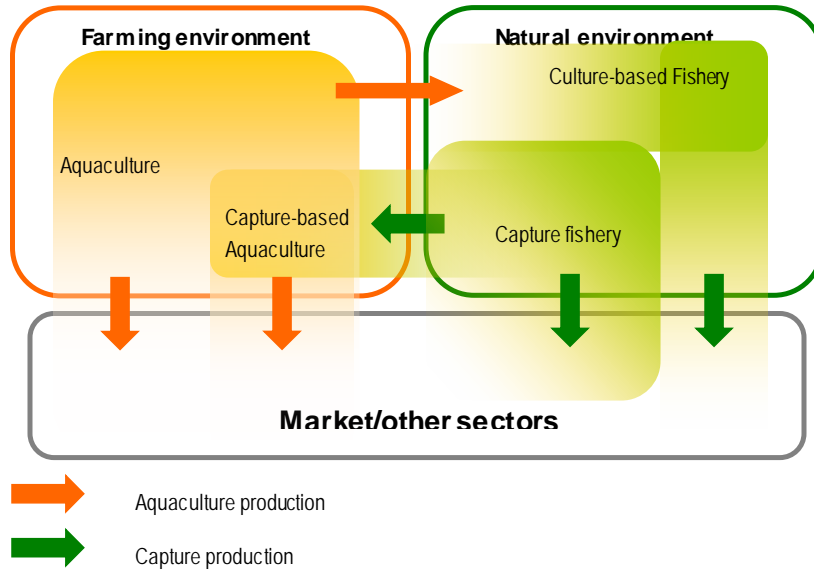 Farming environment
Natural environment
Culture-based Fishery
Aquaculture
Capture-based
Aquaculture
Capture fishery
Market/other sectors
Aquaculture production
Capture production